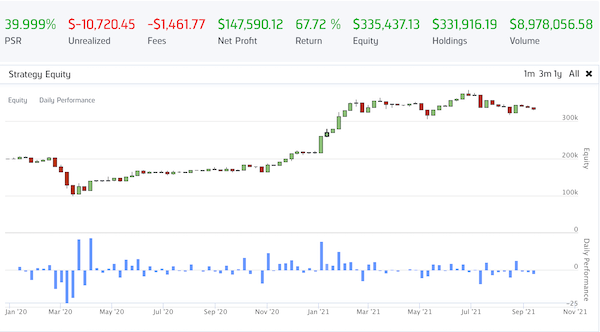 39.999% $-10,720.45 -$1,461.77 $147,590.12 67.72 % $335,437.13 $331,916.19 $8,978,056.58
PSR Unrealized Fees Net Profit Return Equity Holdings Volume
Strategy Equity 1m 3m 1y All ✖
Equity Daily Performance
300k
200k
100k
0
Equity
0
-25
Daily Performance
Jan '20 Mar '20 May '20 Jul '20 Sep '20 Nov '20 Jan '21 Mar '21 May '21 Jul '21 Sep '21 Nov '21